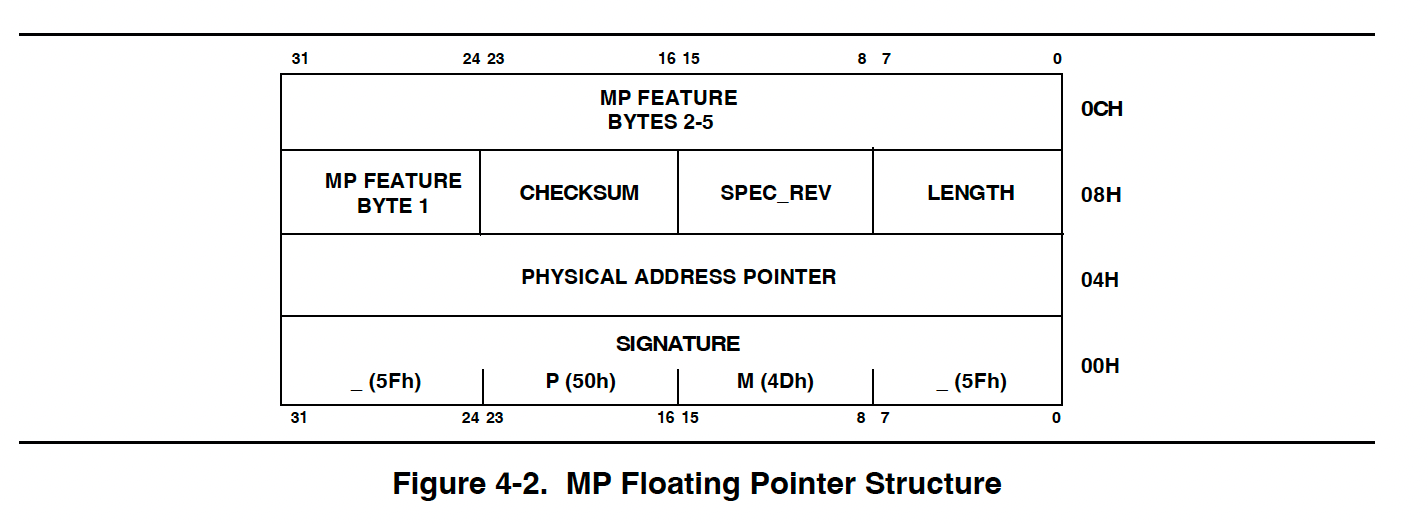 31 24 23 16 15 8 7 0
MP FEATURE
BYTES 2-5
0CH
MP FEATURE
BYTE 1
CHECKSUM
SPEC_REV
LENGTH
08H
PHYSICAL ADDRESS POINTER
04H
SIGNATURE
_ (5Fh) P (50h) M (4Dh) _ (5Fh)
00H
31 24 23 16 15 8 7 0
Figure 4-2. MP Floating Pointer Structure